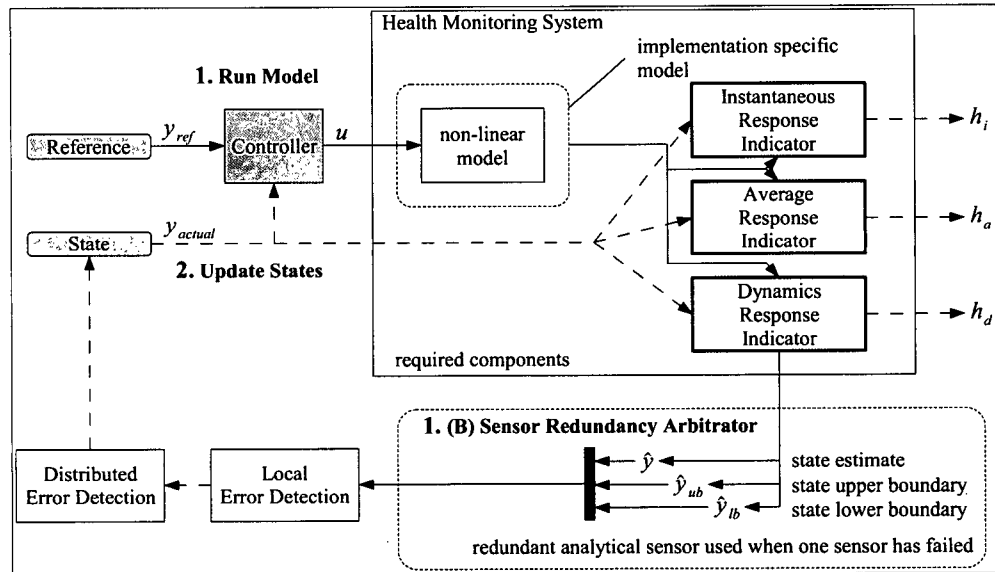 Health Monitoring System
implementation specific
model
1. Run Model
Reference
y_ref
Controller
u
non-linear
model
Instantaneous
Response
Indicator
h_i
Average
Response
Indicator
h_a
State
y_actual
2. Update States
Dynamics
Response
Indicator
h_d
required components
1. (B) Sensor Redundancy Arbitrator
Distributed
Error Detection
Local
Error Detection
ŷ
state estimate
ŷ_ub
state upper boundary
ŷ_lb
state lower boundary
redundant analytical sensor used when one sensor has failed